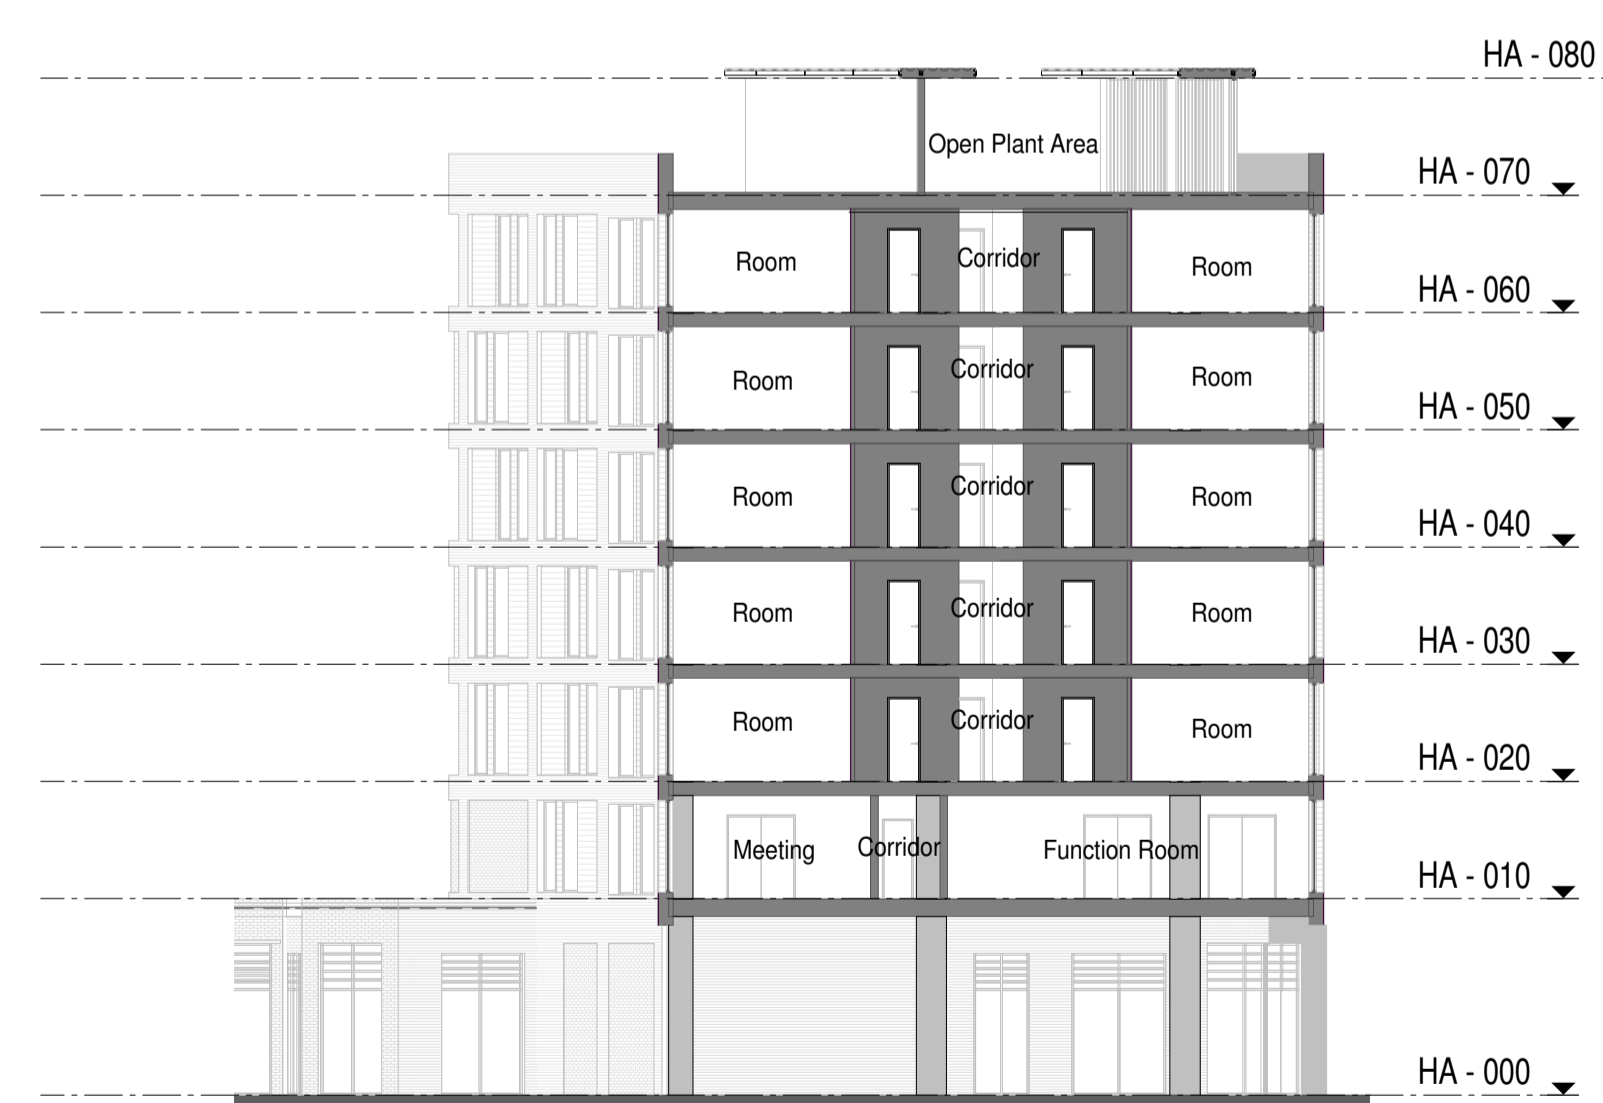 HA - 080
Open Plant Area
HA - 070
Room
Corridor
Room
HA - 060
Room
Corridor
Room
HA - 050
Room
Corridor
Room
HA - 040
Room
Corridor
Room
HA - 030
Room
Corridor
Room
HA - 020
Meeting
Corridor
Function Room
HA - 010
HA - 000